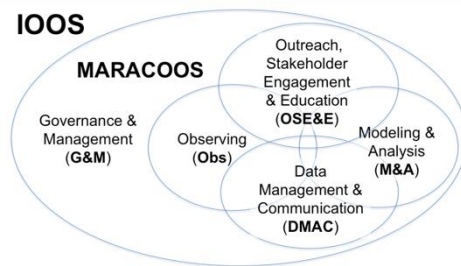 IOOS
MARACOOS
Outreach,
Stakeholder
Engagement
& Education
(OSE&E)
Governance &
Management
(G&M)
Observing
(Obs)
Modeling &
Analysis
(M&A)
Data
Management &
Communication
(DMAC)